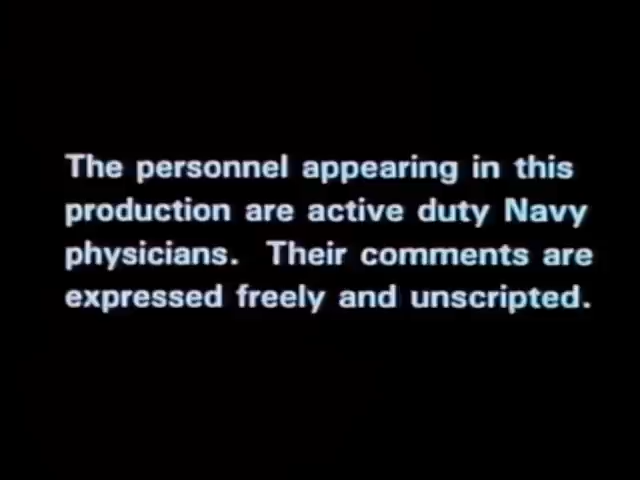 The personnel appearing in this
production are active duty Navy
physicians. Their comments are
expressed freely and unscripted.